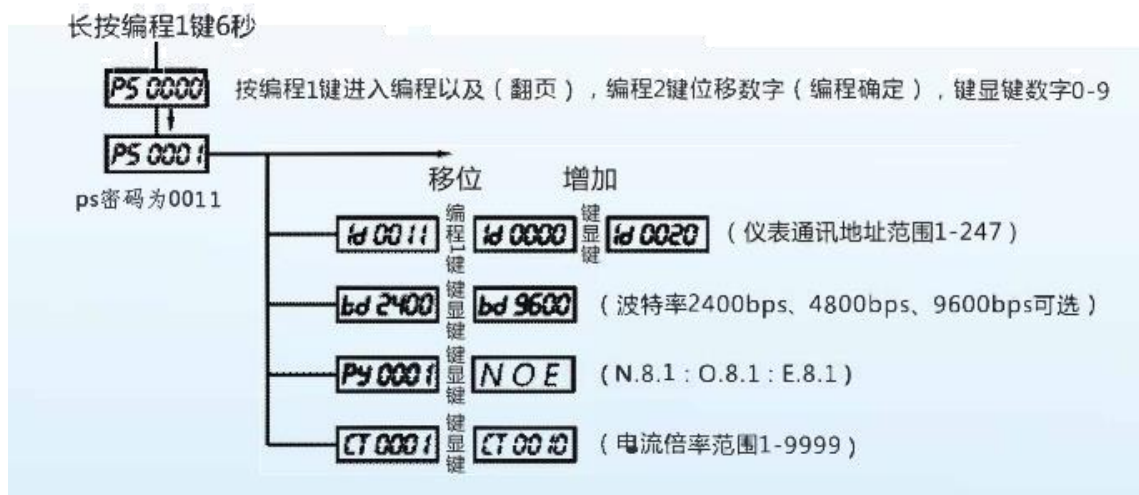 长按编程1键6秒
PS 0000 按编程1键进入编程以及（翻页），编程2键位移数字（编程确定），键显键数字0-9
PS 0001
ps密码为0011
移位 增加
id 0011 编程1键 id 0000 键显键 id 0020 （仪表通讯地址范围1-247）
bd 2400 键显键 bd 9600 （波特率2400bps、4800bps、9600bps可选）
PY 0001 键显键 N O E （N.8.1：O.8.1：E.8.1）
CT 0001 键显键 CT 0010 （电流倍率范围1-9999）